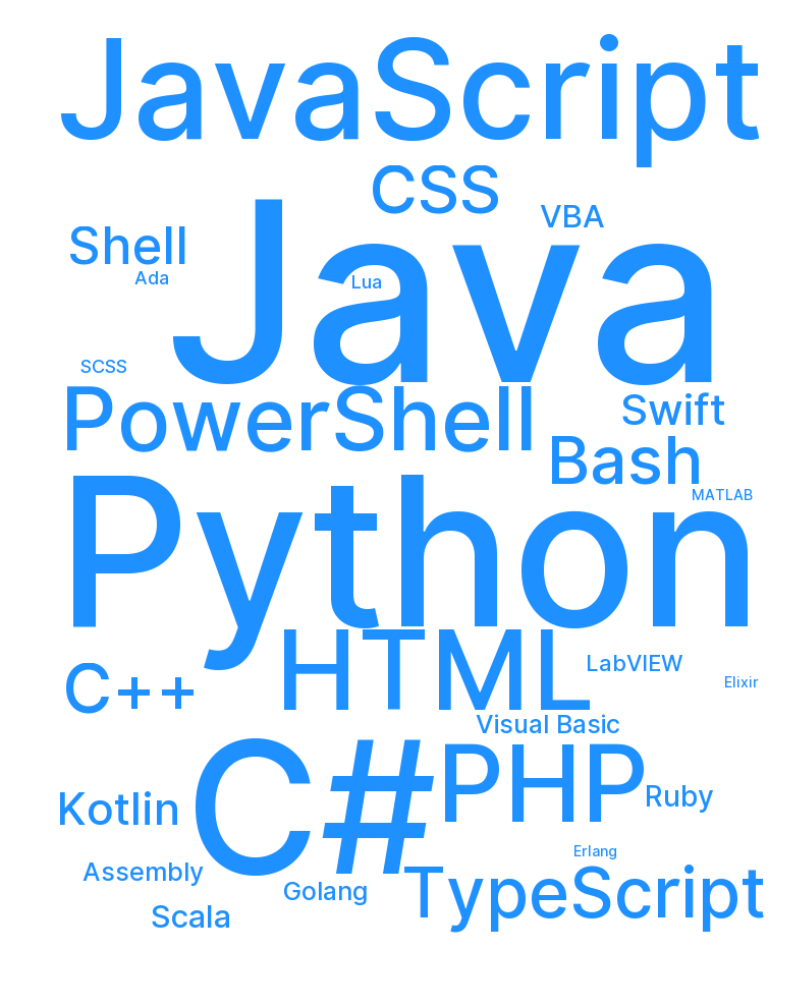 JavaScript
CSS
VBA
Shell
Java
Ada
Lua
SCSS
PowerShell
Swift
Bash
MATLAB
Python
HTML
C++
LabVIEW
Elixir
Visual Basic
C#
PHP
Kotlin
Ruby
Erlang
Assembly
Golang
TypeScript
Scala